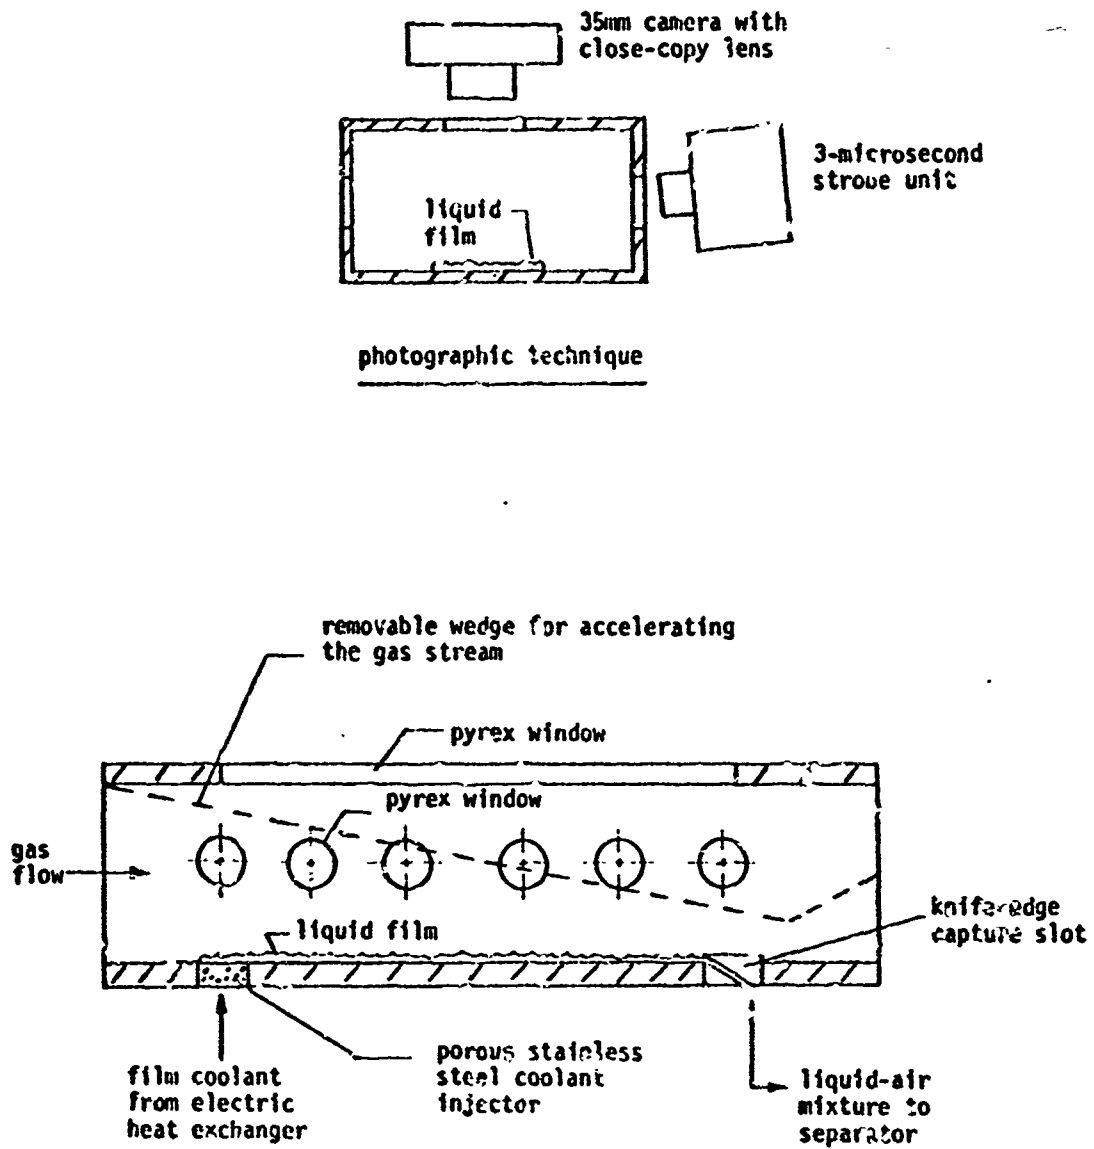 35mm camera with
close-copy lens
3-microsecond
strobe unit
liquid
film
photographic technique
removable wedge for accelerating
the gas stream
pyrex window
pyrex window
gas
flow
knife-edge
capture slot
liquid film
porous stainless
steel coolant
injector
film coolant
from electric
heat exchanger
liquid-air
mixture to
separator